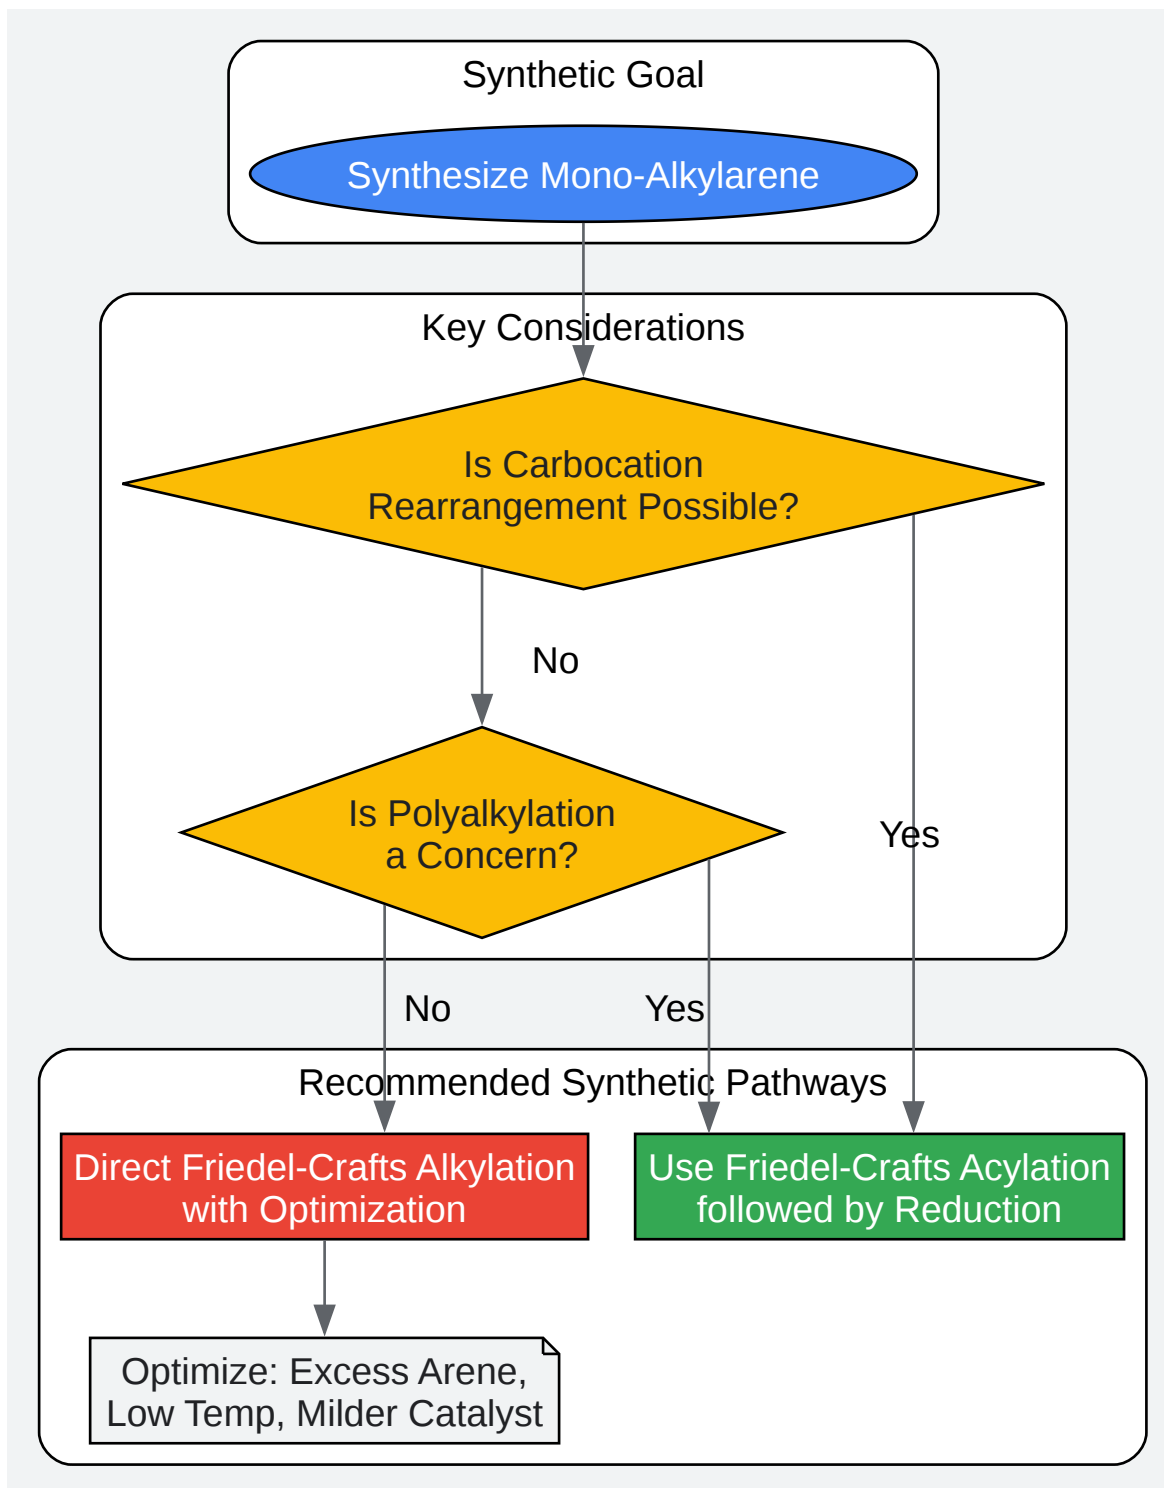 Synthetic Goal
Synthesize Mono-Alkylarene
Key Considerations
Is Carbocation
Rearrangement Possible?
No
Is Polyalkylation
a Concern?
Yes
No
Yes
Recommended Synthetic Pathways
Direct Friedel-Crafts Alkylation
with Optimization
Use Friedel-Crafts Acylation
followed by Reduction
Optimize: Excess Arene,
Low Temp, Milder Catalyst